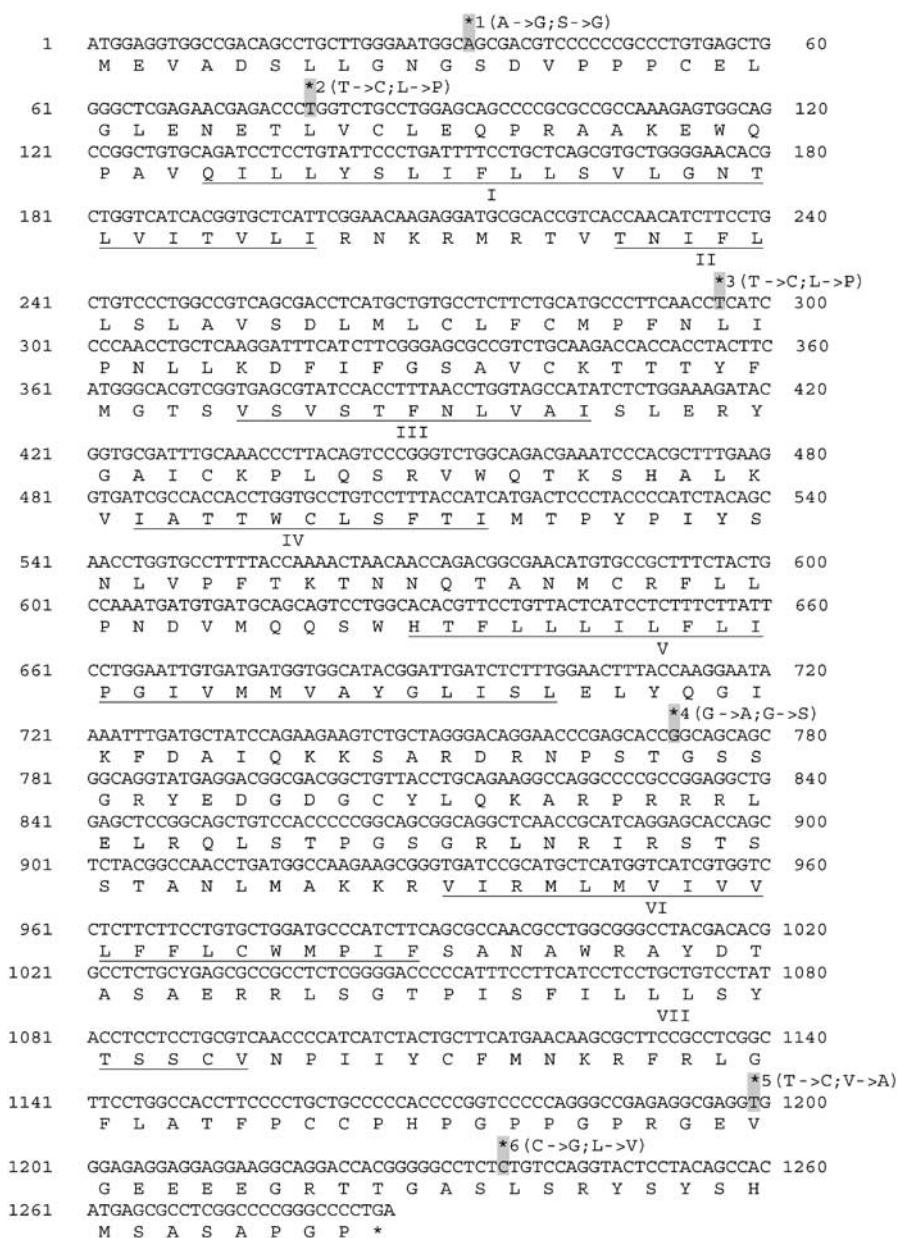 *1(A->G;S->G)
1 ATGGAGGTGGCCGACAGCCTGCTTGGGAATGGCAGCGACGTCCCCCCGCCCTGTGAGCTG 60
M E V A D S L L G N G S D V P P P C E L
*2(T->C;L->P)
61 GGGCTCGAGAACGAGACCCTGGTCTGCCTGGAGCAGCCCCGCGCCGCCAAAGAGTGGCAG 120
G L E N E T L V C L E Q P R A A K E W Q
121 CCGGCTGTGCAGATCCTCCTGTATTCCCTGATTTTCCTGCTCAGCGTGCTGGGGAACACG 180
P A V Q I L L Y S L I F L L S V L G N T
I
181 CTGGTCATCACGGTGCTCATTCGGAACAAGAGGATGCGCACCGTCACCAACATCTTCCTG 240
L V I T V L I R N K R M R T V T N I F L
II
*3(T->C;L->P)
241 CTGTCCCTGGCCGTCAGCGACCTCATGCTGTGCCTCTTCTGCATGCCCTTCAACCTCATC 300
L S L A V S D L M L C L F C M P F N L I
301 CCCAACCTGCTCAAGGATTTCATCTTCGGGAGCGCCGTCTGCAAGACCACCACCTACTTC 360
P N L L K D F I F G S A V C K T T T Y F
361 ATGGGCACGTCGGTGAGCGTATCCACCTTTAACCTGGTAGCCATATCTCTGGAAAGATAC 420
M G T S V S V S T F N L V A I S L E R Y
III
421 GGTGCGATTTGCAAACCCTTACAGTCCCGGGTCTGGCAGACGAAATCCCACGCTTTGAAG 480
G A I C K P L Q S R V W Q T K S H A L K
481 GTGATCGCCACCACCTGGTGCCTGTCCTTTACCATCATGACTCCCTACCCCATCTACAGC 540
V I A T T W C L S F T I M T P Y P I Y S
IV
541 AACCTGGTGCCTTTTACCAAAACTAACAACCAGACGGCGAACATGTGCCGCTTTCTACTG 600
N L V P F T K T N N Q T A N M C R F L L
601 CCAAATGATGTGATGCAGCAGTCCTGGCACACGTTCCTGTTACTCATCCTCTTTCTTATT 660
P N D V M Q Q S W H T F L L L I L F L I
V
661 CCTGGAATTGTGATGATGGTGGCATACGGATTGATCTCTTTGGAACTTTACCAAGGAATA 720
P G I V M M V A Y G L I S L E L Y Q G I
*4(G->A;G->S)
721 AAATTTGATGCTATCCAGAAGAAGTCTGCTAGGGACAGGAACCCGAGCACCGGCAGCAGC 780
K F D A I Q K K S A R D R N P S T G S S
781 GGCAGGTATGAGGACGGCGACGGCTGTTACCTGCAGAAGGCCAGGCCCCGCCGGAGGCTG 840
G R Y E D G D G C Y L Q K A R P R R R L
841 GAGCTCCGGCAGCTGTCCACCCCCGGCAGCGGCAGGCTCAACCGCATCAGGAGCACCAGC 900
E L R Q L S T P G S G R L N R I R S T S
901 TCTACGGCCAACCTGATGGCCAAGAAGCGGGTGATCCGCATGCTCATGGTCATCGTGGTC 960
S T A N L M A K K R V I R M L M V I V V
VI
961 CTCTTCTTCCTGTGCTGGATGCCCATCTTCAGCGCCAACGCCTGGCGGGCCTACGACACG 1020
L F F L C W M P I F S A N A W R A Y D T
1021 GCCTCTGCYGAGCGCCGCCTCTCGGGGACCCCCATTTCCTTCATCCTCCTGCTGTCCTAT 1080
A S A E R R L S G T P I S F I L L L S Y
VII
1081 ACCTCCTCCTGCGTCAACCCCATCATCTACTGCTTCATGAACAAGCGCTTCCGCCTCGGC 1140
T S S C V N P I I Y C F M N K R F R L G
*5(T->C;V->A)
1141 TTCCTGGCCACCTTCCCCTGCTGCCCCCACCCCGGTCCCCCAGGGCCGAGAGGCGAGGTG 1200
F L A T F P C C P H P G P P G P R G E V
*6(C->G;L->V)
1201 GGAGAGGAGGAGGAAGGCAGGACCACGGGGGCCTCTCTGTCCAGGTACTCCTACAGCCAC 1260
G E E E E G R T T G A S L S R Y S Y S H
1261 ATGAGCGCCTCGGCCCCGGGCCCCTGA
M S A S A P G P *